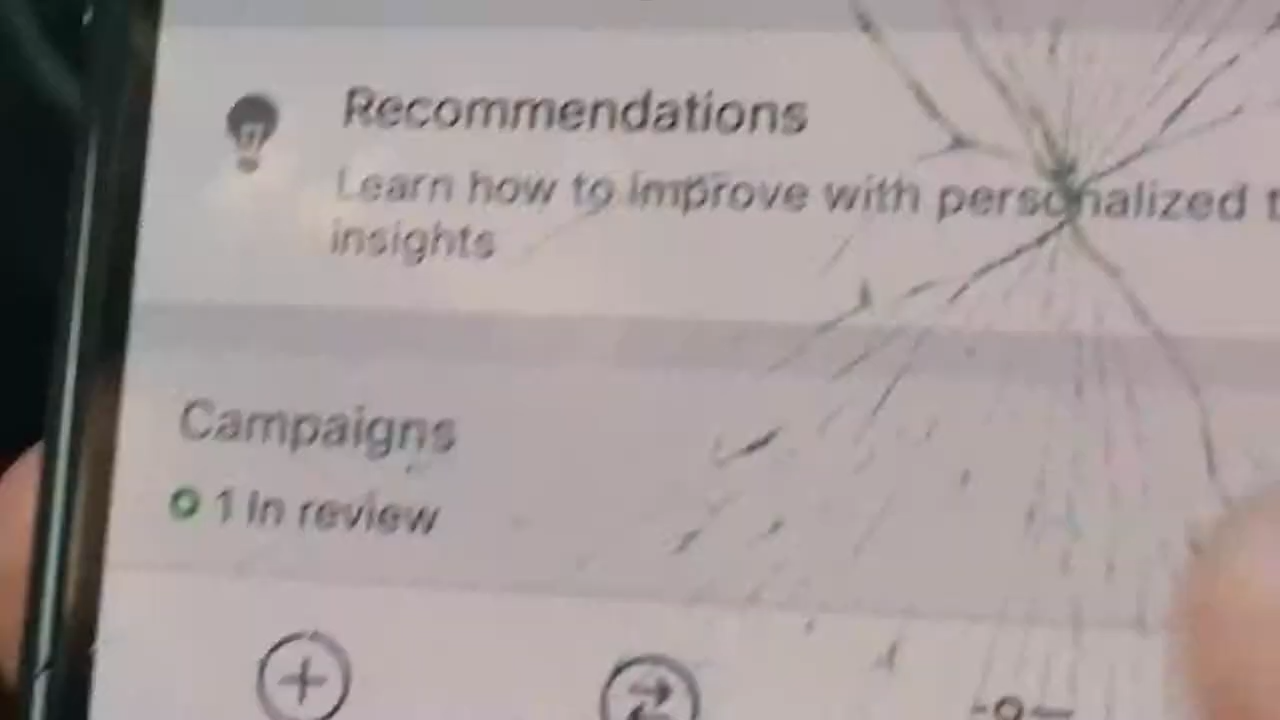 Recommendations
Learn how to improve with personalized
insights
Campaigns
1 In review